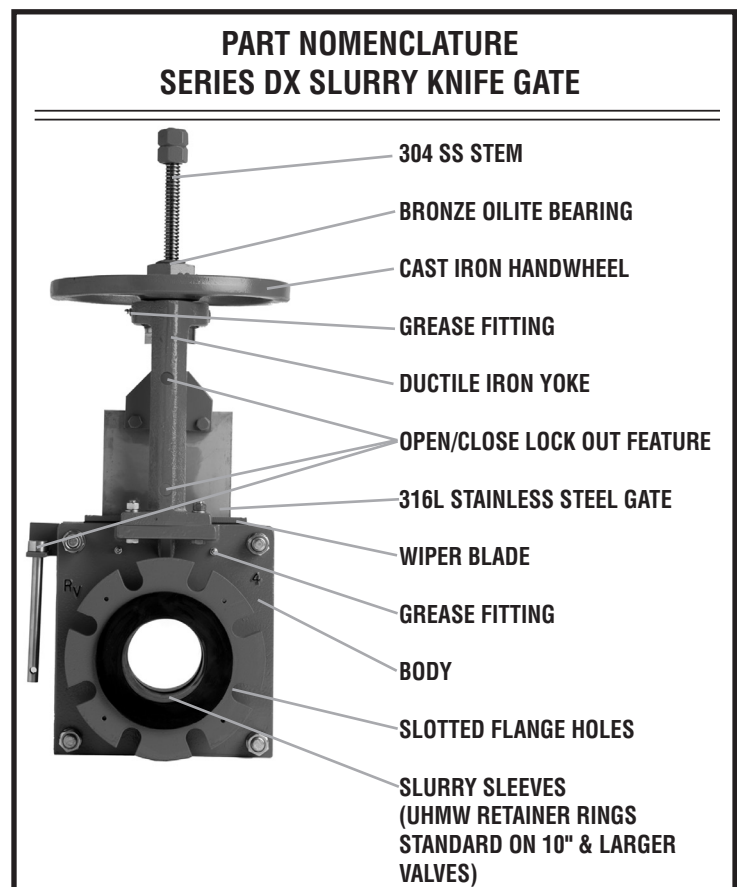 PART NOMENCLATURE
SERIES DX SLURRY KNIFE GATE
304 SS STEM
BRONZE OILITE BEARING
CAST IRON HANDWHEEL
GREASE FITTING
DUCTILE IRON YOKE
OPEN/CLOSE LOCK OUT FEATURE
316L STAINLESS STEEL GATE
WIPER BLADE
GREASE FITTING
RV 4
BODY
SLOTTED FLANGE HOLES
SLURRY SLEEVES
(UHMW RETAINER RINGS
STANDARD ON 10" & LARGER
VALVES)